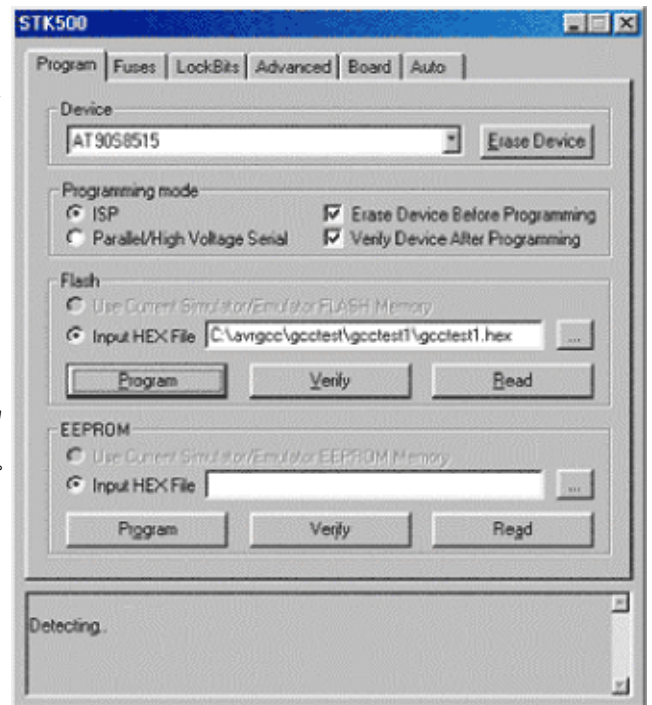 STK500
Program Fuses LockBits Advanced Board Auto
Device
AT90S8515 Erase Device
Programming mode
ISP Erase Device Before Programming
Parallel/High Voltage Serial Verify Device After Programming
Flash
Use Current Simulator/Emulator FLASH Memory
Input HEX File C:\avrgcc\gcctest\gcctest1\gcctest1.hex ...
Program Verify Read
EEPROM
Use Current Simulator/Emulator EEPROM Memory
Input HEX File ...
Program Verify Read
Detecting..